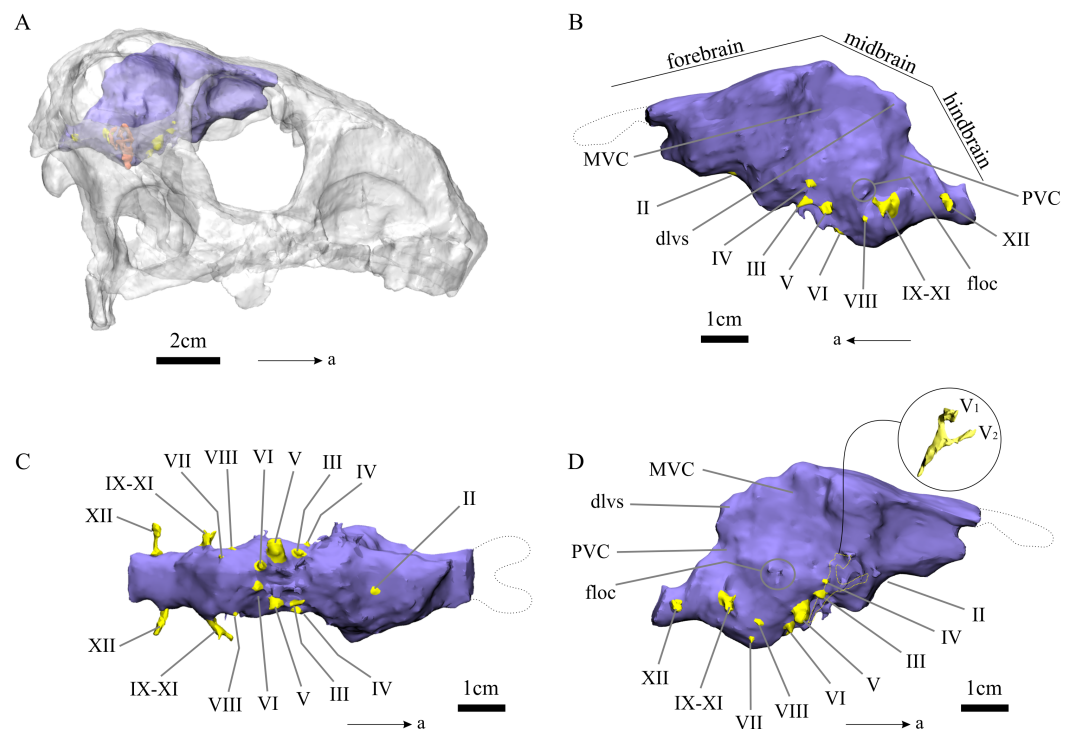 A
2cm
a
B
forebrain
midbrain
hindbrain
MVC
II
dlvs
IV
III
V
VI
VIII
IX-XI
floc
XII
PVC
1cm
a
C
XII
IX-XI
VII
VIII
VI
V
III
IV
II
XII
IX-XI
VIII
VI
V
III
IV
1cm
a
D
V1
V2
MVC
dlvs
PVC
floc
XII
IX-XI
VII
VIII
VI
V
III
IV
II
1cm
a